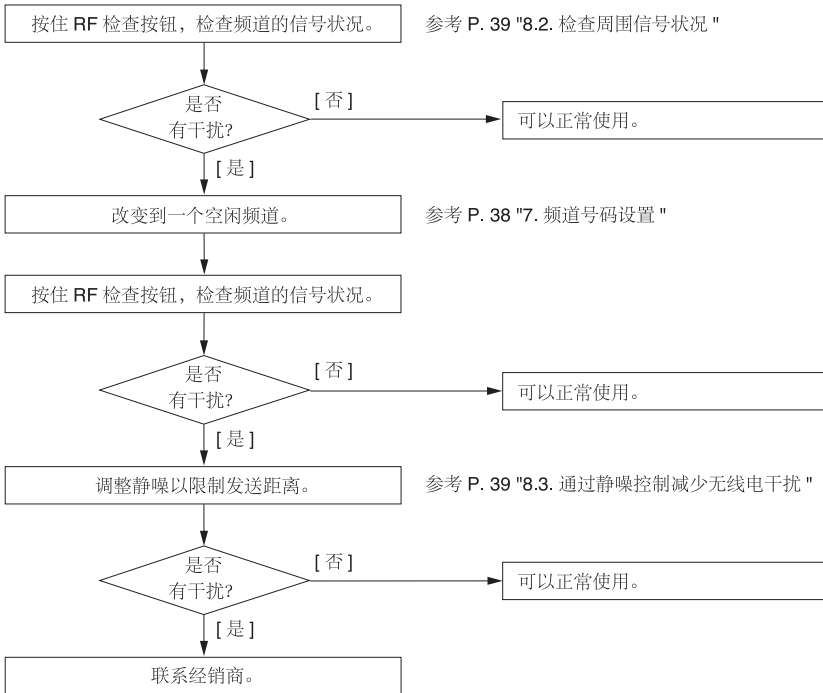 按住 RF 检查按钮，检查频道的信号状况。
参考 P. 39 "8.2. 检查周围信号状况 "
是否
有干扰?
[ 否 ]
可以正常使用。
[ 是 ]
改变到一个空闲频道。
参考 P. 38 "7. 频道号码设置 "
按住 RF 检查按钮，检查频道的信号状况。
是否
有干扰?
[ 否 ]
可以正常使用。
[ 是 ]
调整静噪以限制发送距离。
参考 P. 39 "8.3. 通过静噪控制减少无线电干扰 "
是否
有干扰?
[ 否 ]
可以正常使用。
[ 是 ]
联系经销商。